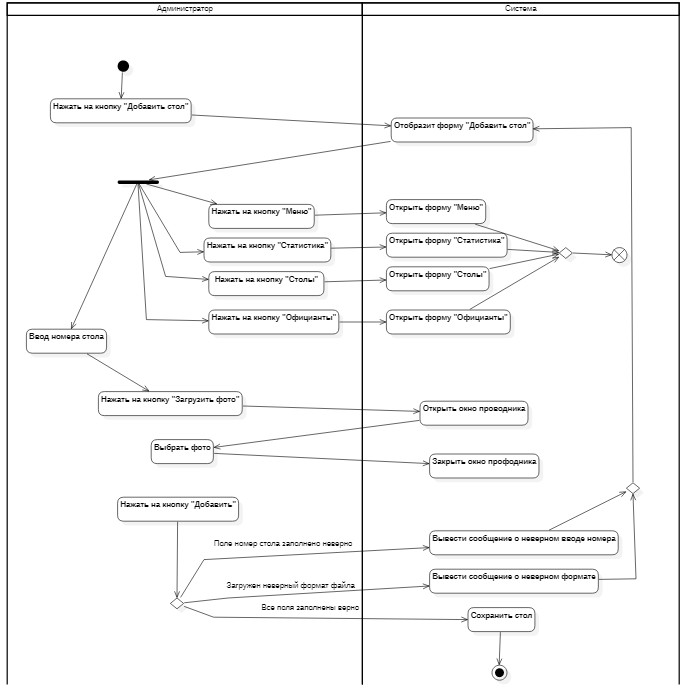 Администратор
Система
Нажать на кнопку "Добавить стол"
Отобразит форму "Добавить стол"
Нажать на кнопку "Меню"
Открыть форму "Меню"
Нажать на кнопку "Статистика"
Открыть форму "Статистика"
Нажать на кнопку "Столы"
Открыть форму "Столы"
Нажать на кнопку "Официанты"
Открыть форму "Официанты"
Ввод номера стола
Нажать на кнопку "Загрузить фото"
Открыть окно проводника
Выбрать фото
Закрыть окно профодника
Нажать на кнопку "Добавить"
Поле номер стола заполнено неверно
Вывести сообщение о неверном вводе номера
Загружен неверный формат файла
Вывести сообщение о неверном формате
Все поля заполнены верно
Сохранить стол